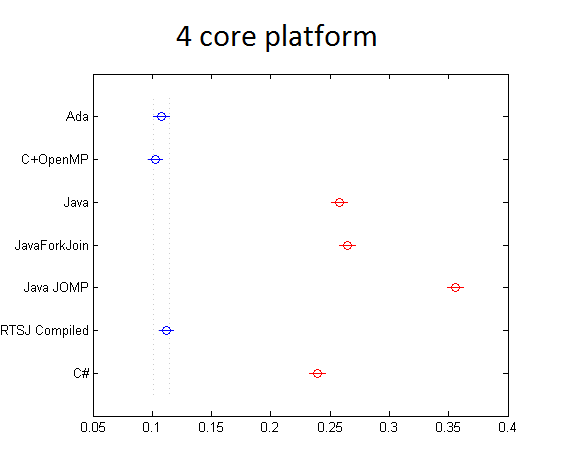 4 core platform
Ada
C+OpenMP
Java
JavaForkJoin
Java JOMP
RTSJ Compiled
C#
0.05 0.1 0.15 0.2 0.25 0.3 0.35 0.4